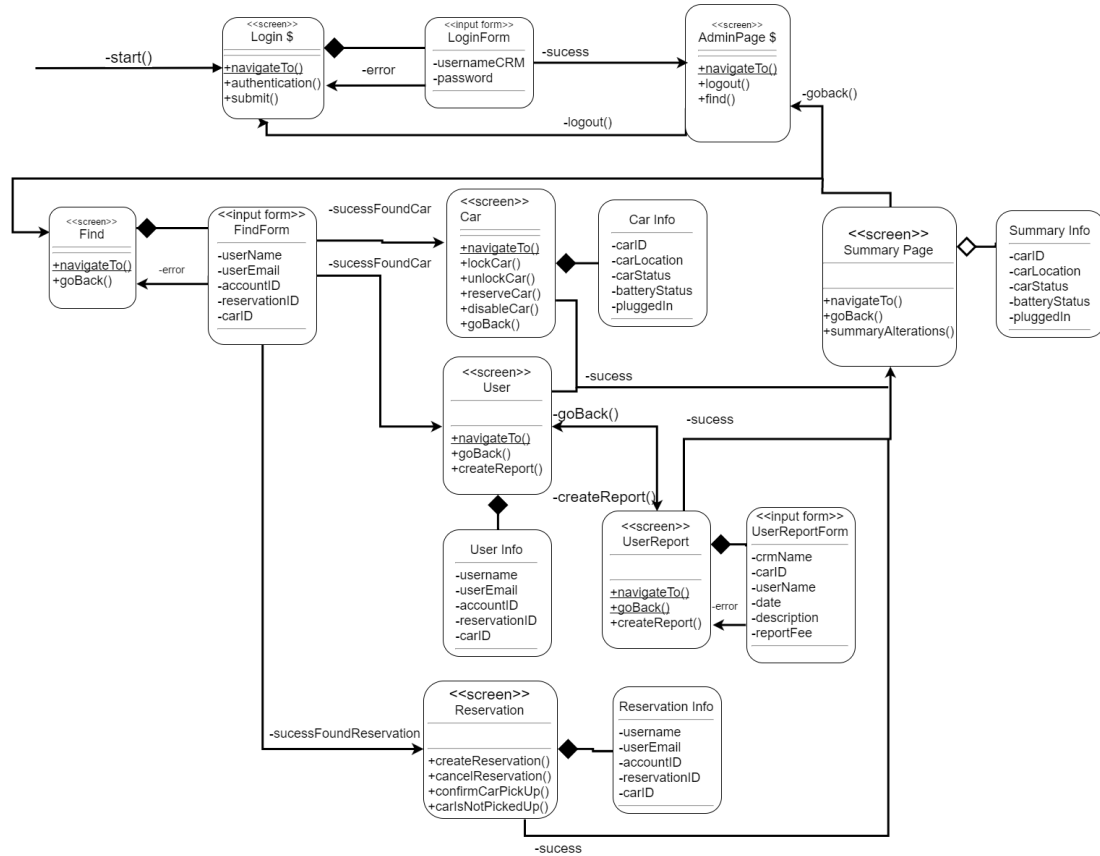 -start()
<<screen>>
Login $
+navigateTo()
+authentication()
+submit()
<<input form>>
LoginForm
-usernameCRM
-password
-error
-sucess
<<screen>>
AdminPage $
+navigateTo()
+logout()
+find()
-logout()
-goback()
<<screen>>
Find
+navigateTo()
+goBack()
-error
<<input form>>
FindForm
-userName
-userEmail
-accountID
-reservationID
-carID
-sucessFoundCar
-sucessFoundCar
<<screen>>
Car
+navigateTo()
+lockCar()
+unlockCar()
+reserveCar()
+disableCar()
+goBack()
Car Info
-carID
-carLocation
-carStatus
-batteryStatus
-pluggedIn
<<screen>>
Summary Page
+navigateTo()
+goBack()
+summaryAlterations()
Summary Info
-carID
-carLocation
-carStatus
-batteryStatus
-pluggedIn
-sucess
<<screen>>
User
+navigateTo()
+goBack()
+createReport()
-goBack()
-sucess
-createReport()
User Info
-username
-userEmail
-accountID
-reservationID
-carID
<<screen>>
UserReport
+navigateTo()
+goBack()
+createReport()
-error
<<input form>>
UserReportForm
-crmName
-carID
-userName
-date
-description
-reportFee
-sucessFoundReservation
<<screen>>
Reservation
+createReservation()
+cancelReservation()
+confirmCarPickUp()
+carIsNotPickedUp()
Reservation Info
-username
-userEmail
-accountID
-reservationID
-carID
-sucess